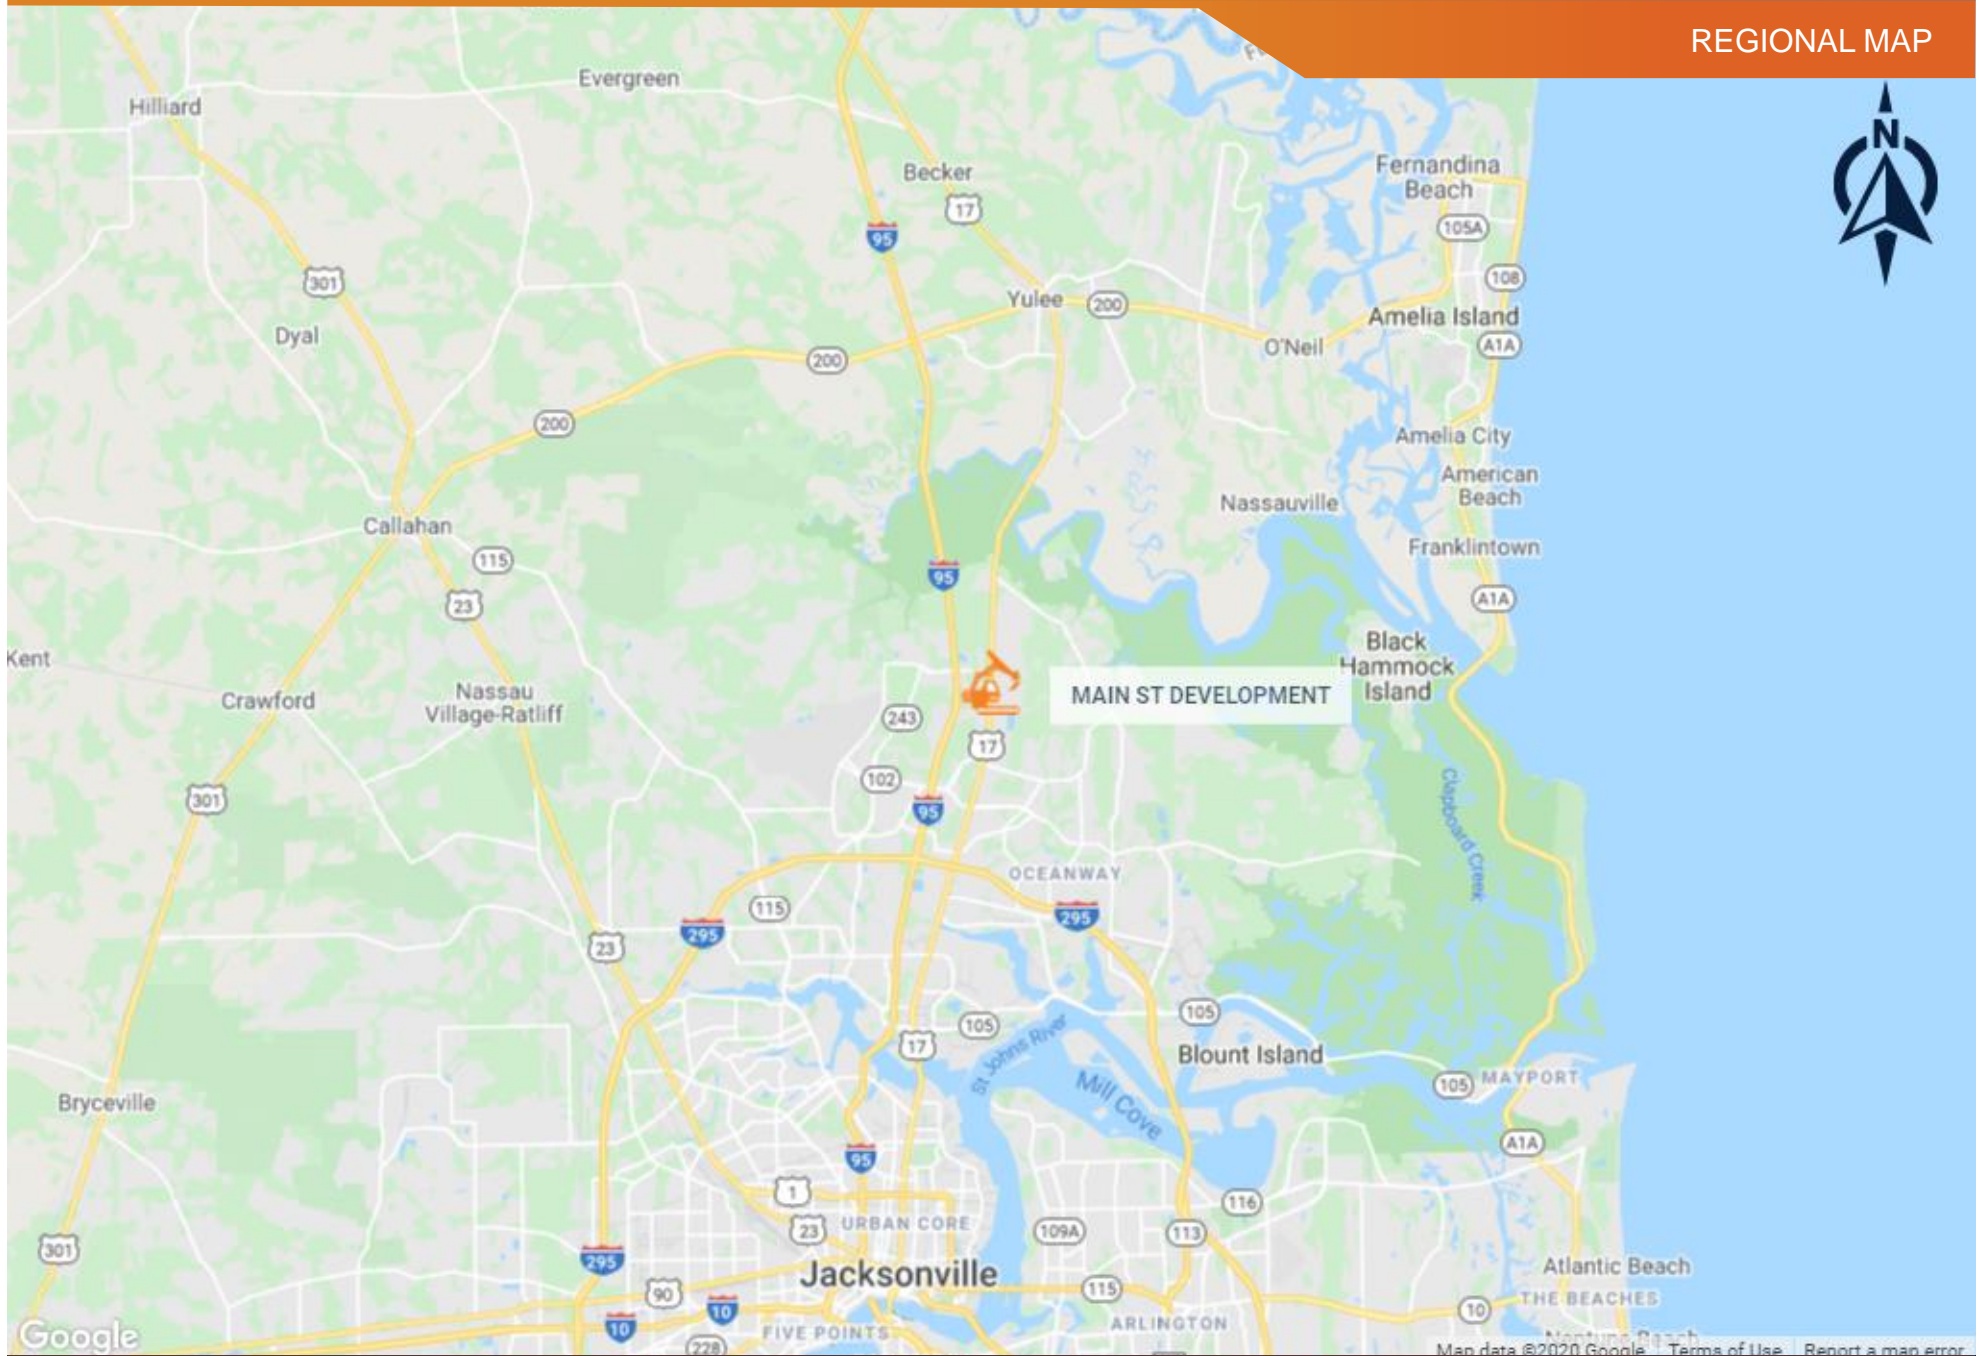 REGIONAL MAP
Evergreen
Hilliard
N
Fernandina
Beach
Becker
17
105A
95
301
108
Yulee
200
Amelia Island
Dyal
O'Neil
A1A
200
200
Amelia City
American
Beach
Nassauville
Callahan
Franklintown
115
95
23
A1A
Black
Hammock
Island
Kent
Nassau
Village-Ratliff
Crawford
MAIN ST DEVELOPMENT
243
17
102
301
95
Clapboard Creek
OCEANWAY
115
295
295
23
105
105
17
St Johns River
Blount Island
Mill Cove
105
MAYPORT
Bryceville
A1A
95
1
116
URBAN CORE
23
109A
113
301
295
Jacksonville
Atlantic Beach
90
115
THE BEACHES
10
10
10
FIVE POINTS
ARLINGTON
Google
228
Neptune Beach
Map data ©2020 Google
Terms of Use
Report a map error